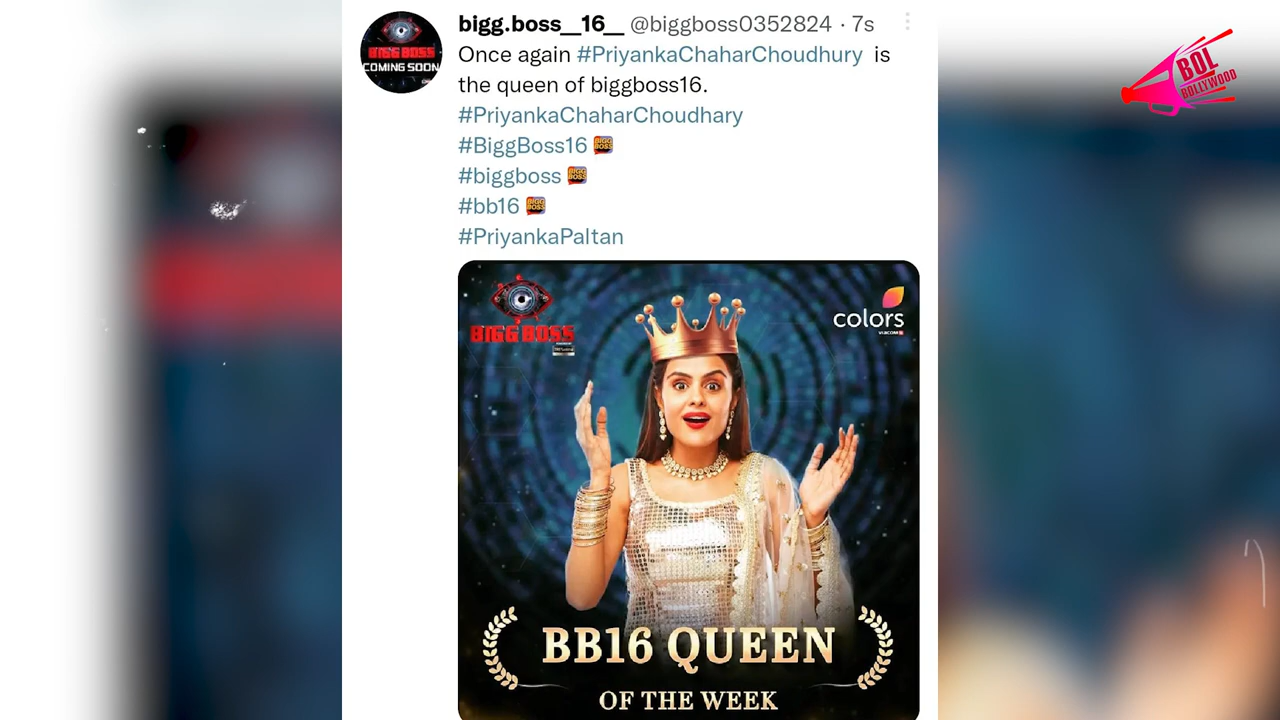 bigg.boss__16__ @biggboss0352824 · 7s
Once again #PriyankaChaharChoudhury is
the queen of biggboss16.
#PriyankaChaharChoudhary
#BiggBoss16
#biggboss
#bb16
#PriyankaPaltan
BIGG BOSS
COMING SOON
BOL
BOLLYWOOD
BIGG BOSS
colors
VIACOM18
BB16 QUEEN
OF THE WEEK